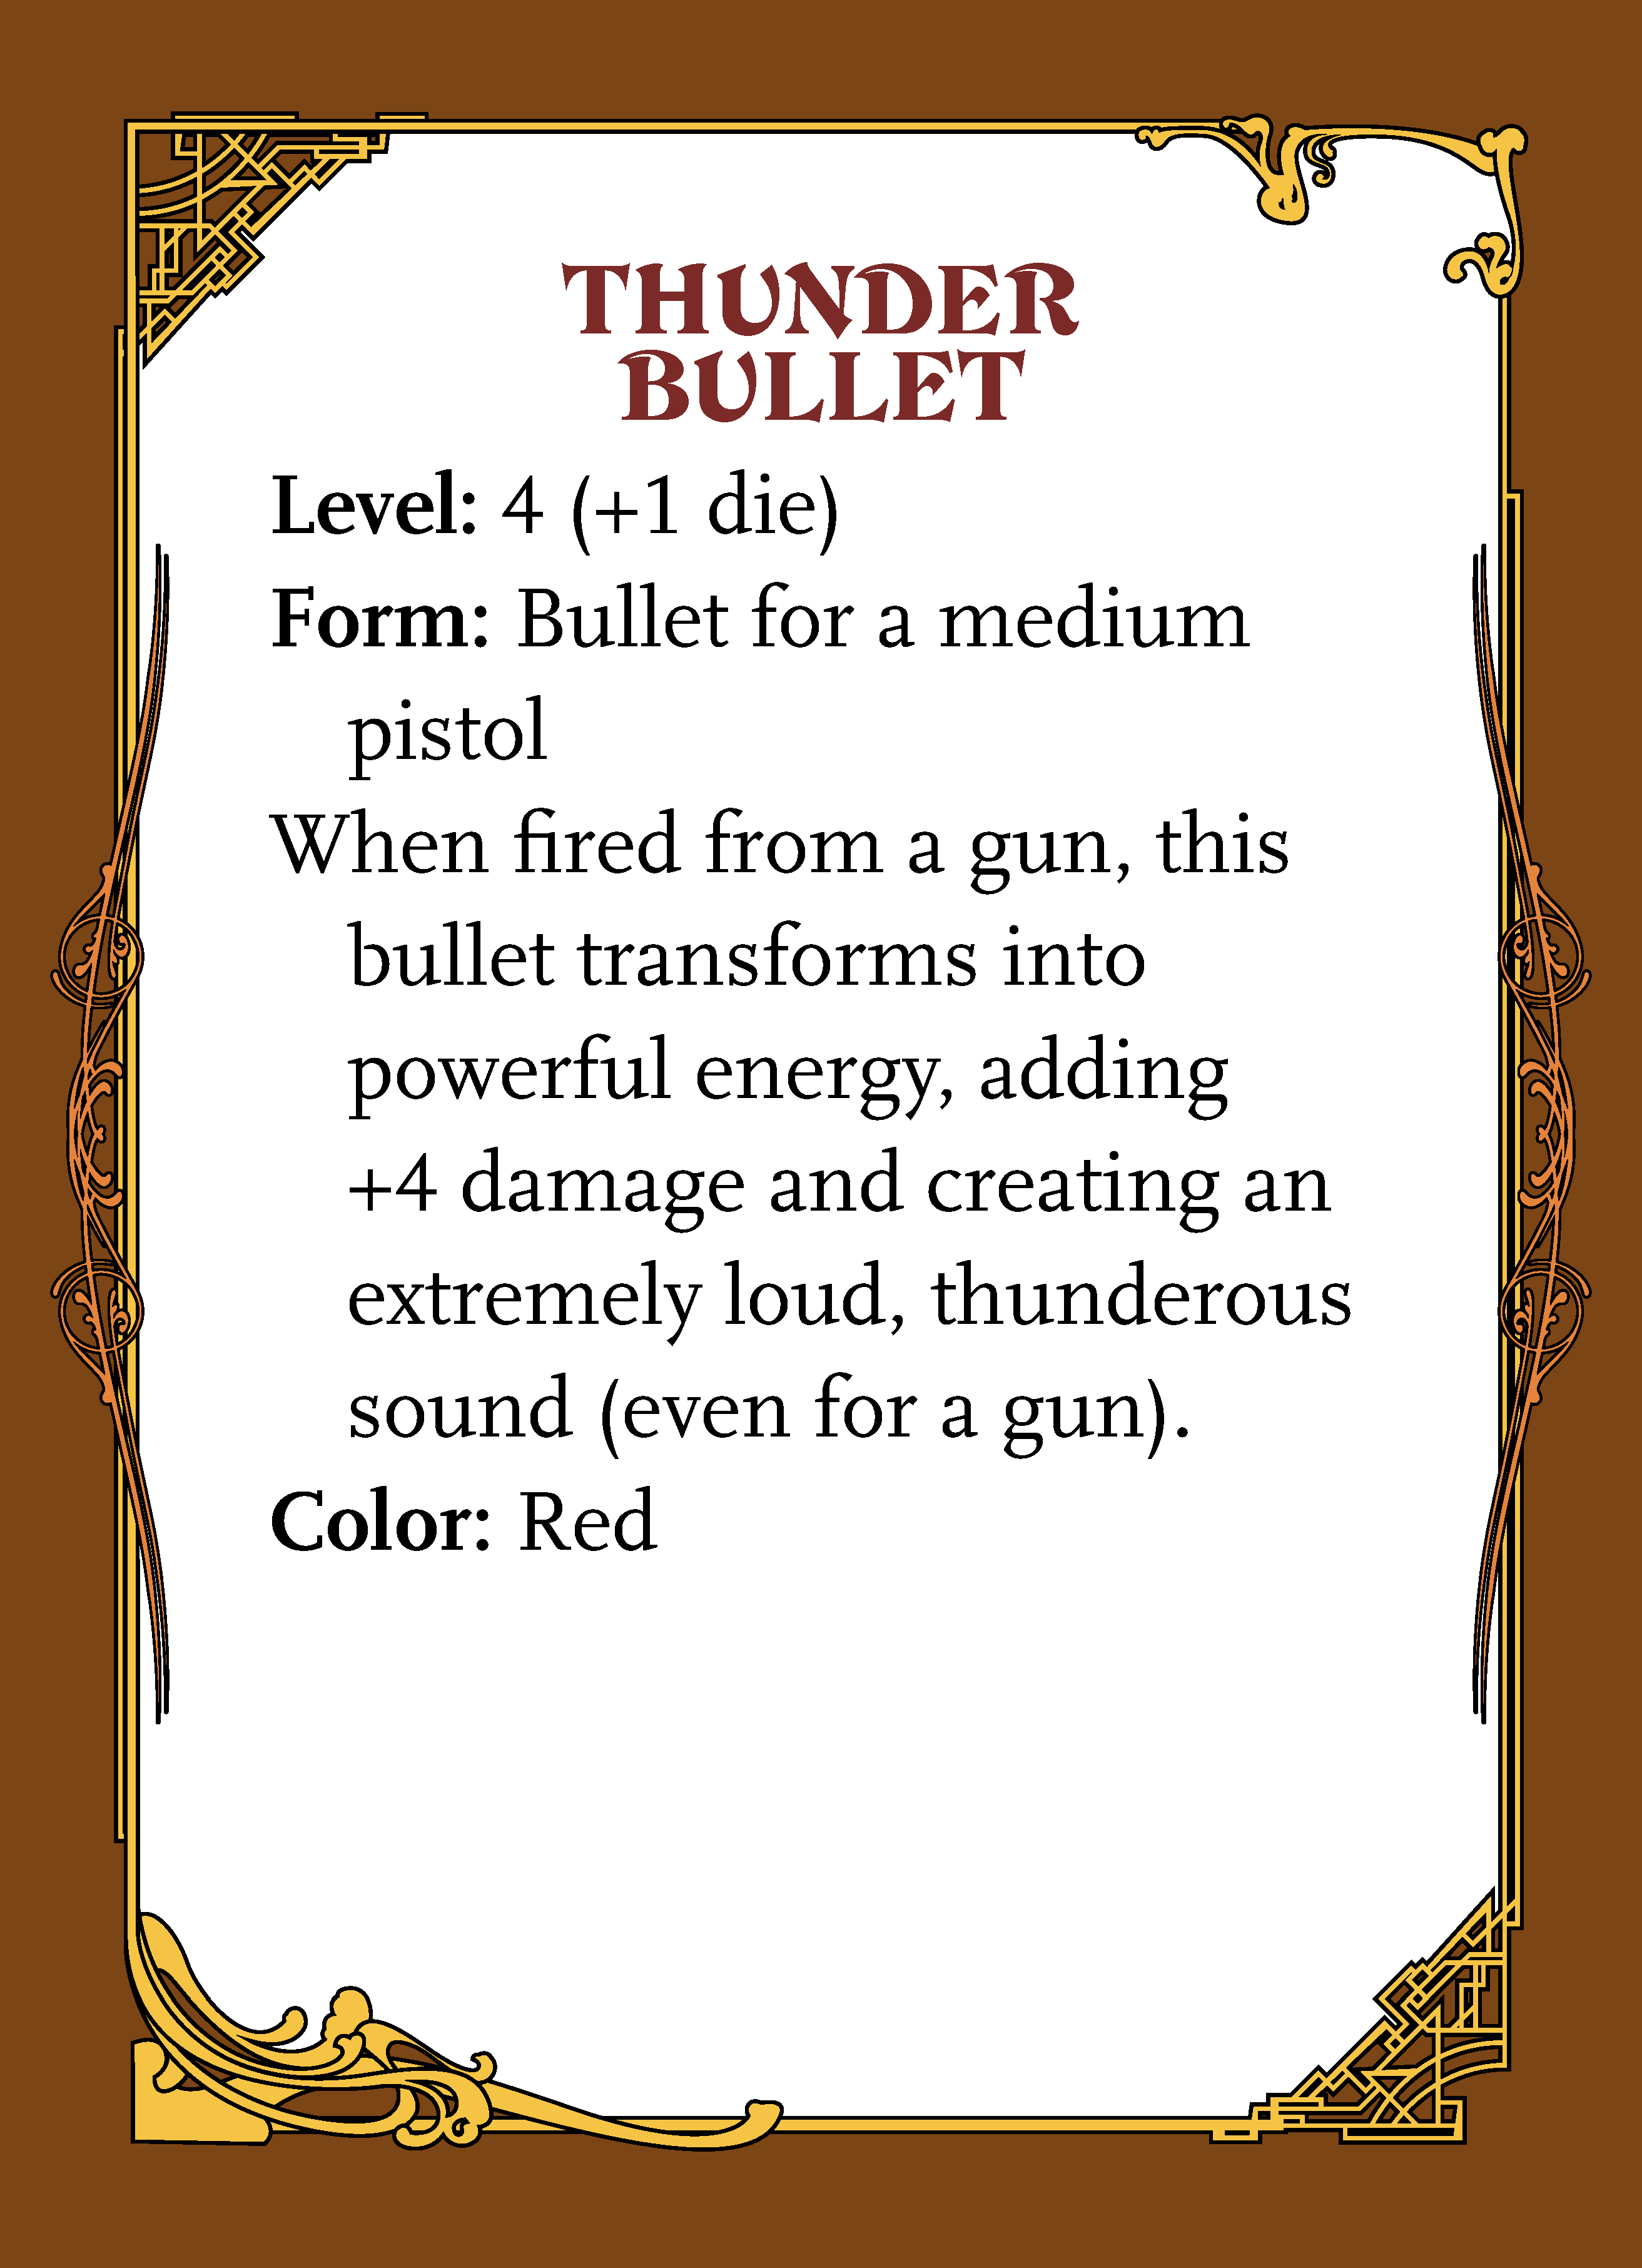 THUNDER
BULLET
Level: 4 (+1 die)
Form: Bullet for a medium
pistol
When fired from a gun, this
bullet transforms into
powerful energy, adding
+4 damage and creating an
extremely loud, thunderous
sound (even for a gun).
Color: Red